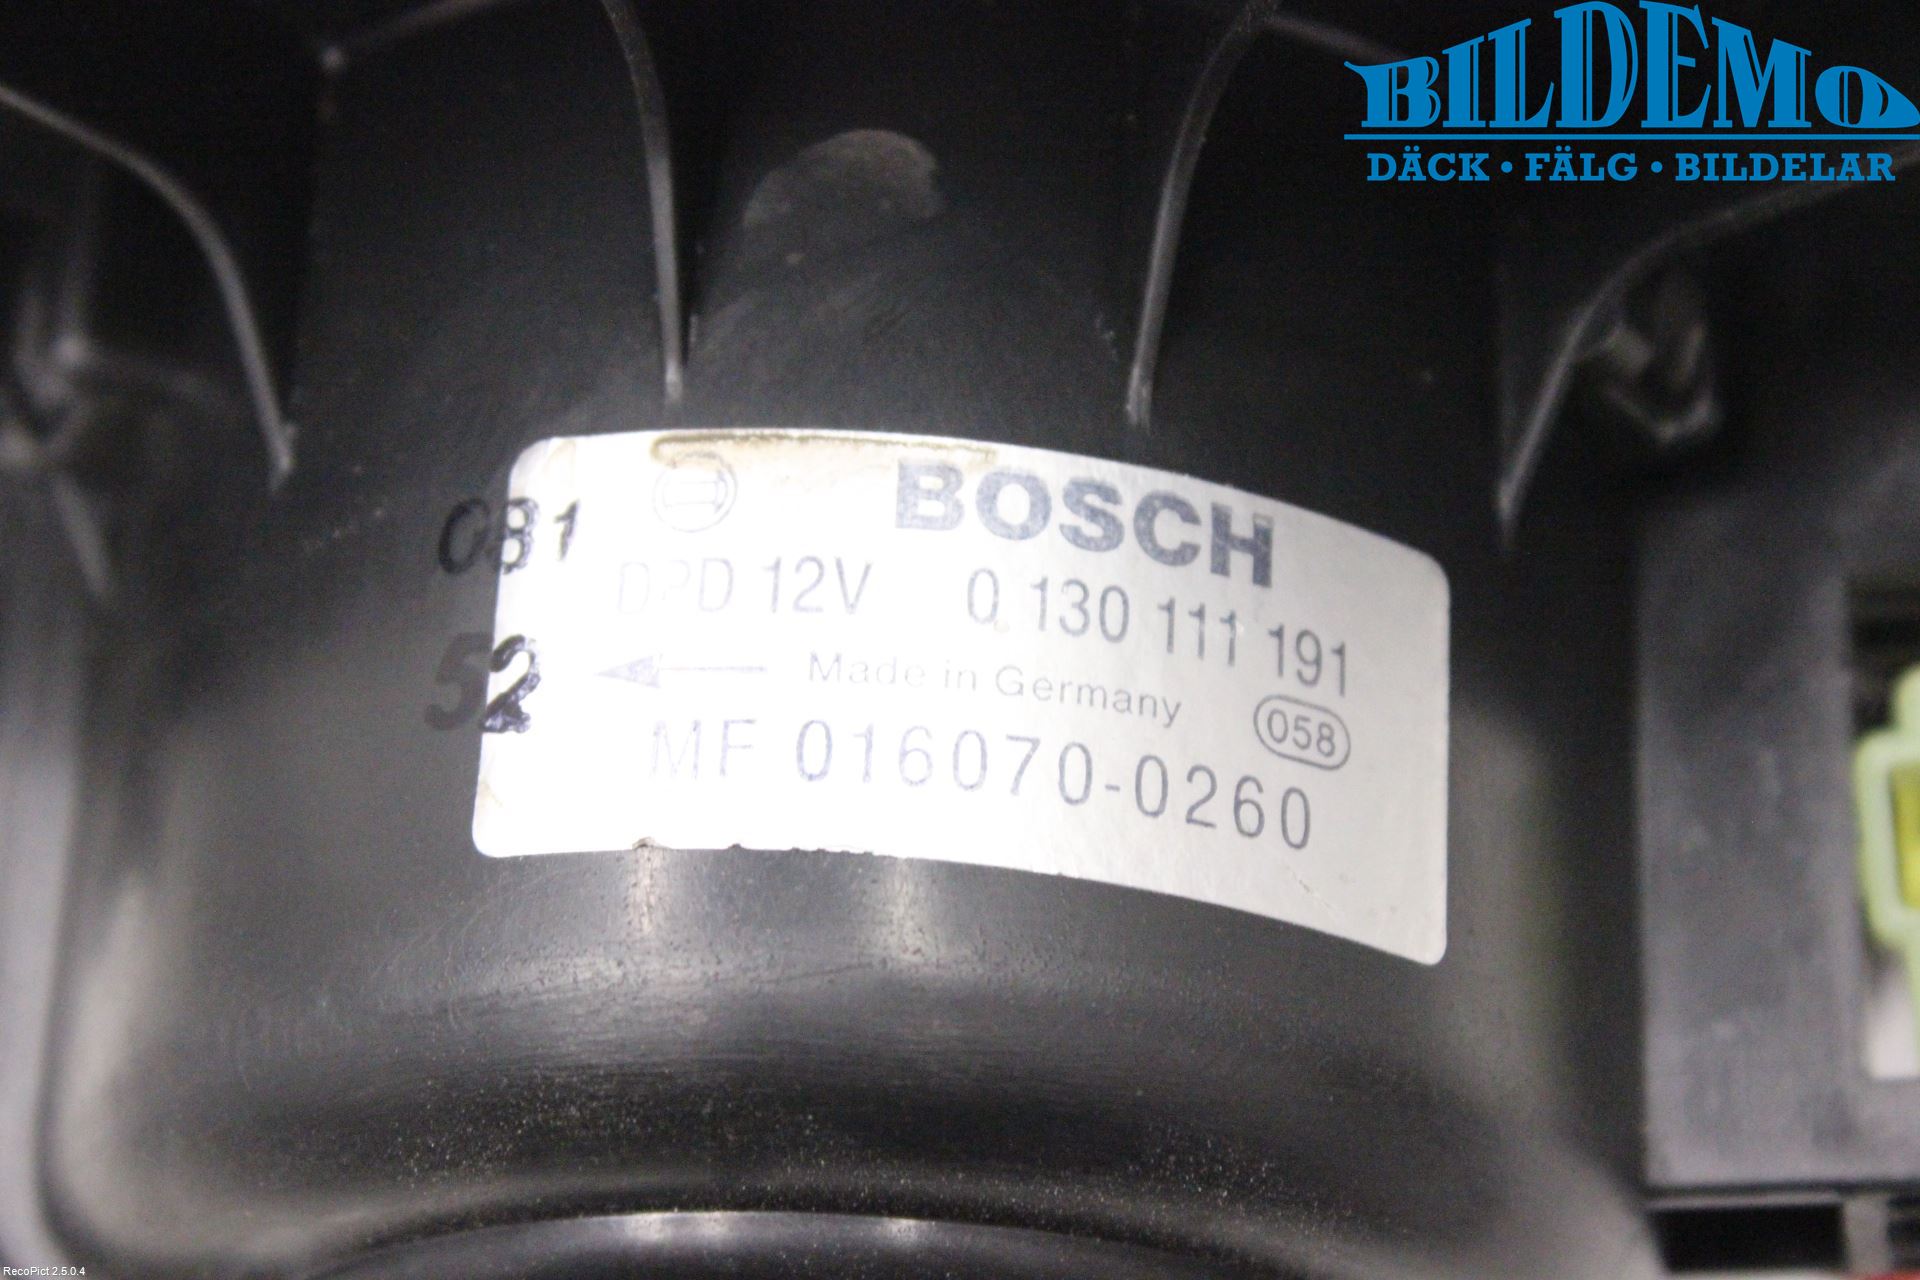 BILDEMO
DÄCK • FÄLG • BILDELAR
BOSCH
081
DPD 12V 0 130 111 191
52
Made in Germany
058
MF 016070-0260
RecoPict 2.5.0.4